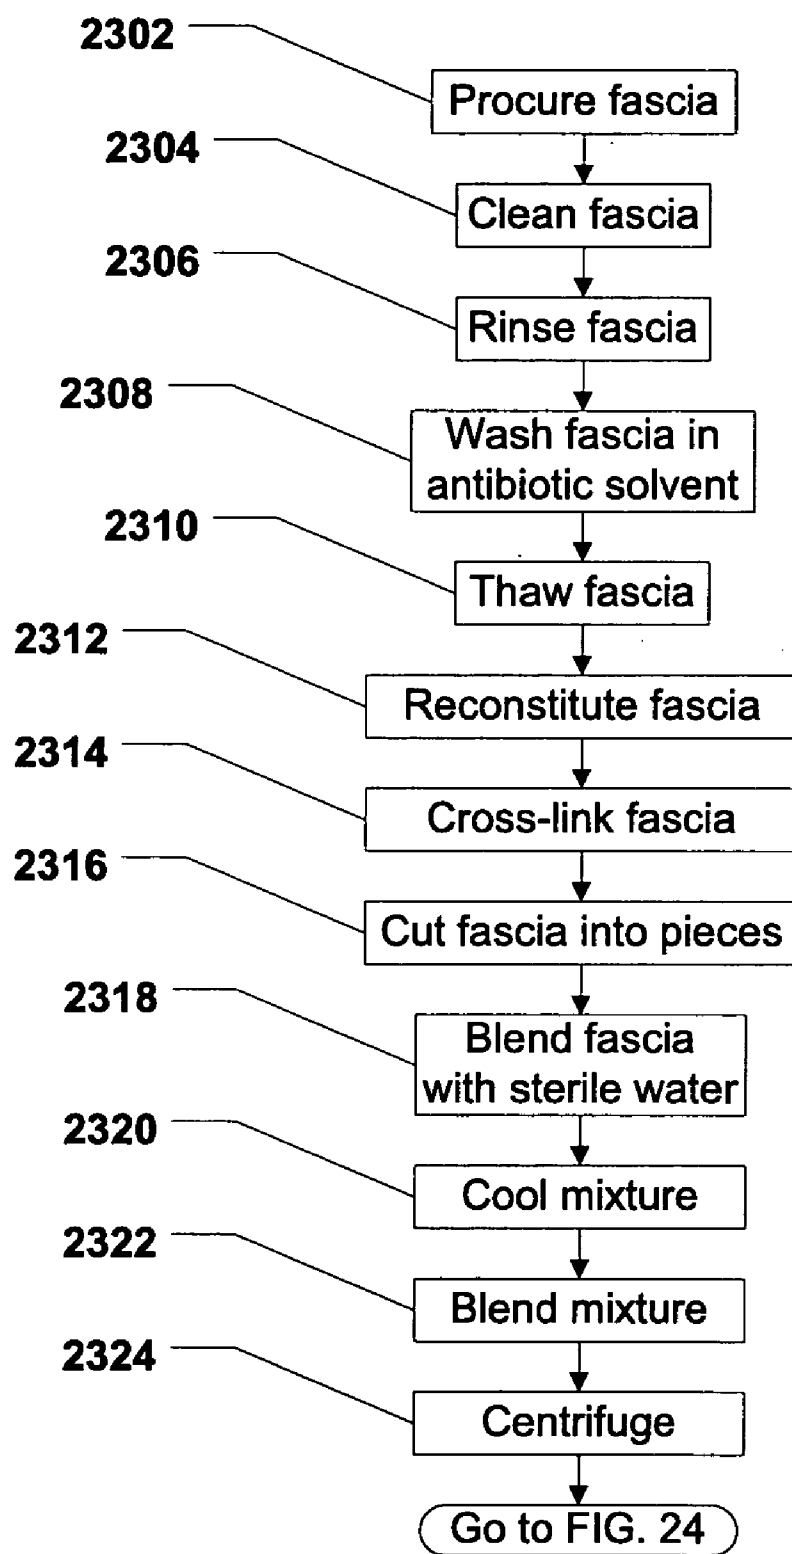 2302
Procure fascia
2304
Clean fascia
2306
Rinse fascia
2308
Wash fascia in
antibiotic solvent
2310
Thaw fascia
2312
Reconstitute fascia
2314
Cross-link fascia
2316
Cut fascia into pieces
2318
Blend fascia
with sterile water
2320
Cool mixture
2322
Blend mixture
2324
Centrifuge
Go to FIG. 24